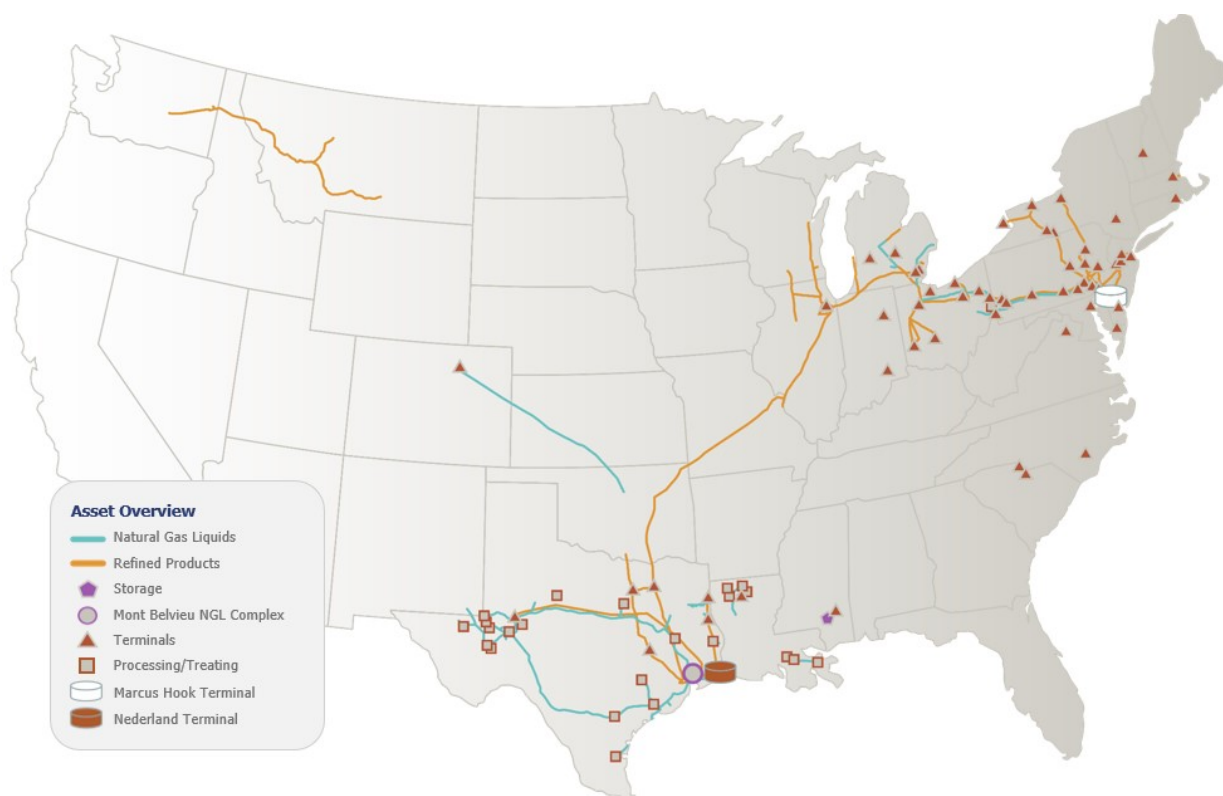 Asset Overview
Natural Gas Liquids
Refined Products
Storage
Mont Belvieu NGL Complex
Terminals
Processing/Treating
Marcus Hook Terminal
Nederland Terminal